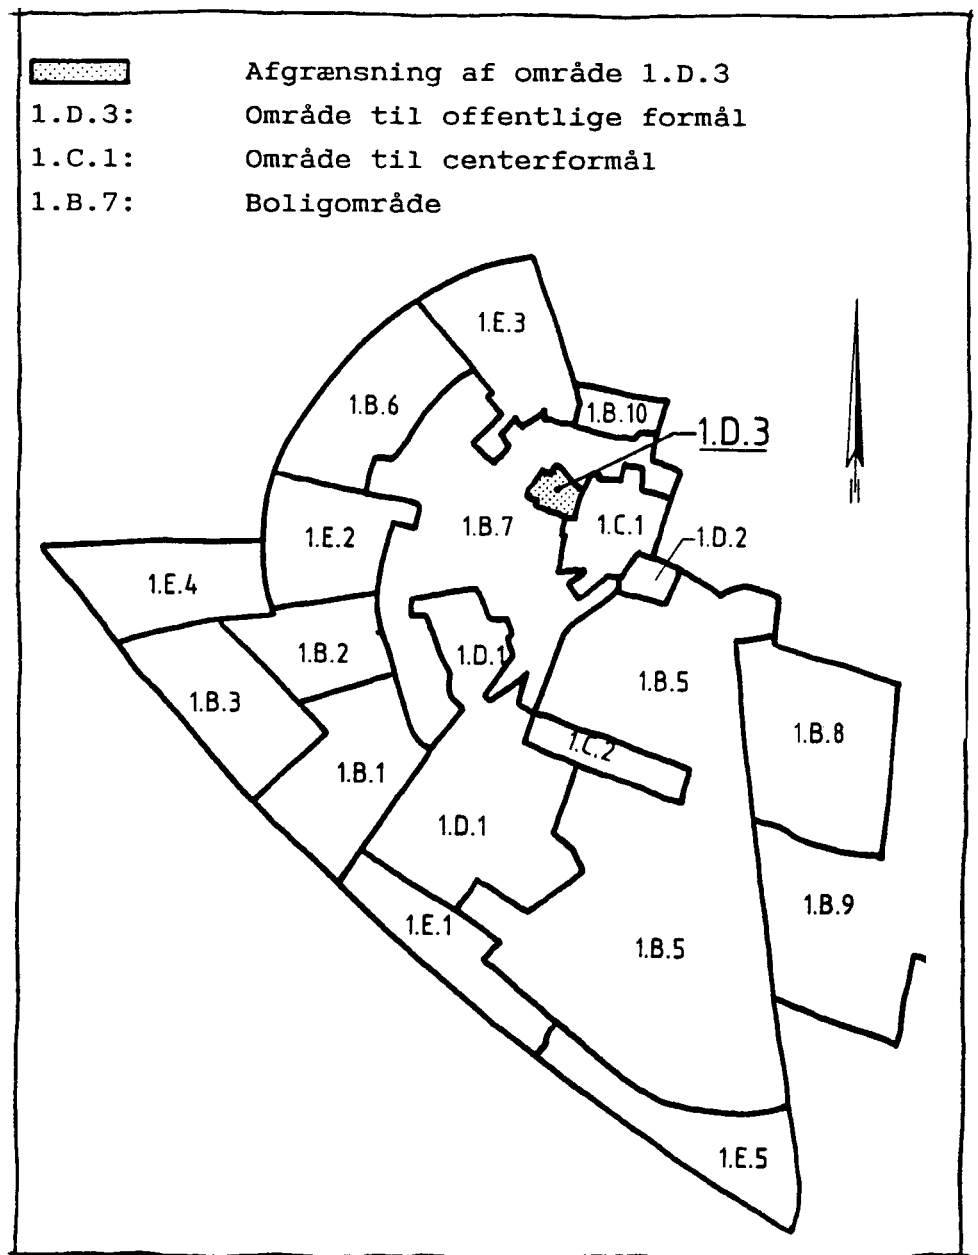 Afgrænsning af område 1.D.3
1.D.3: Område til offentlige formål
1.C.1: Område til centerformål
1.B.7: Boligområde
1.E.3
1.B.6
1.B.10
1.D.3
1.B.7
1.C.1
1.E.2
1.D.2
1.E.4
1.B.2
1.D.1
1.B.5
1.B.3
1.B.8
1.C.2
1.B.1
1.D.1
1.B.9
1.E.1
1.B.5
1.E.5